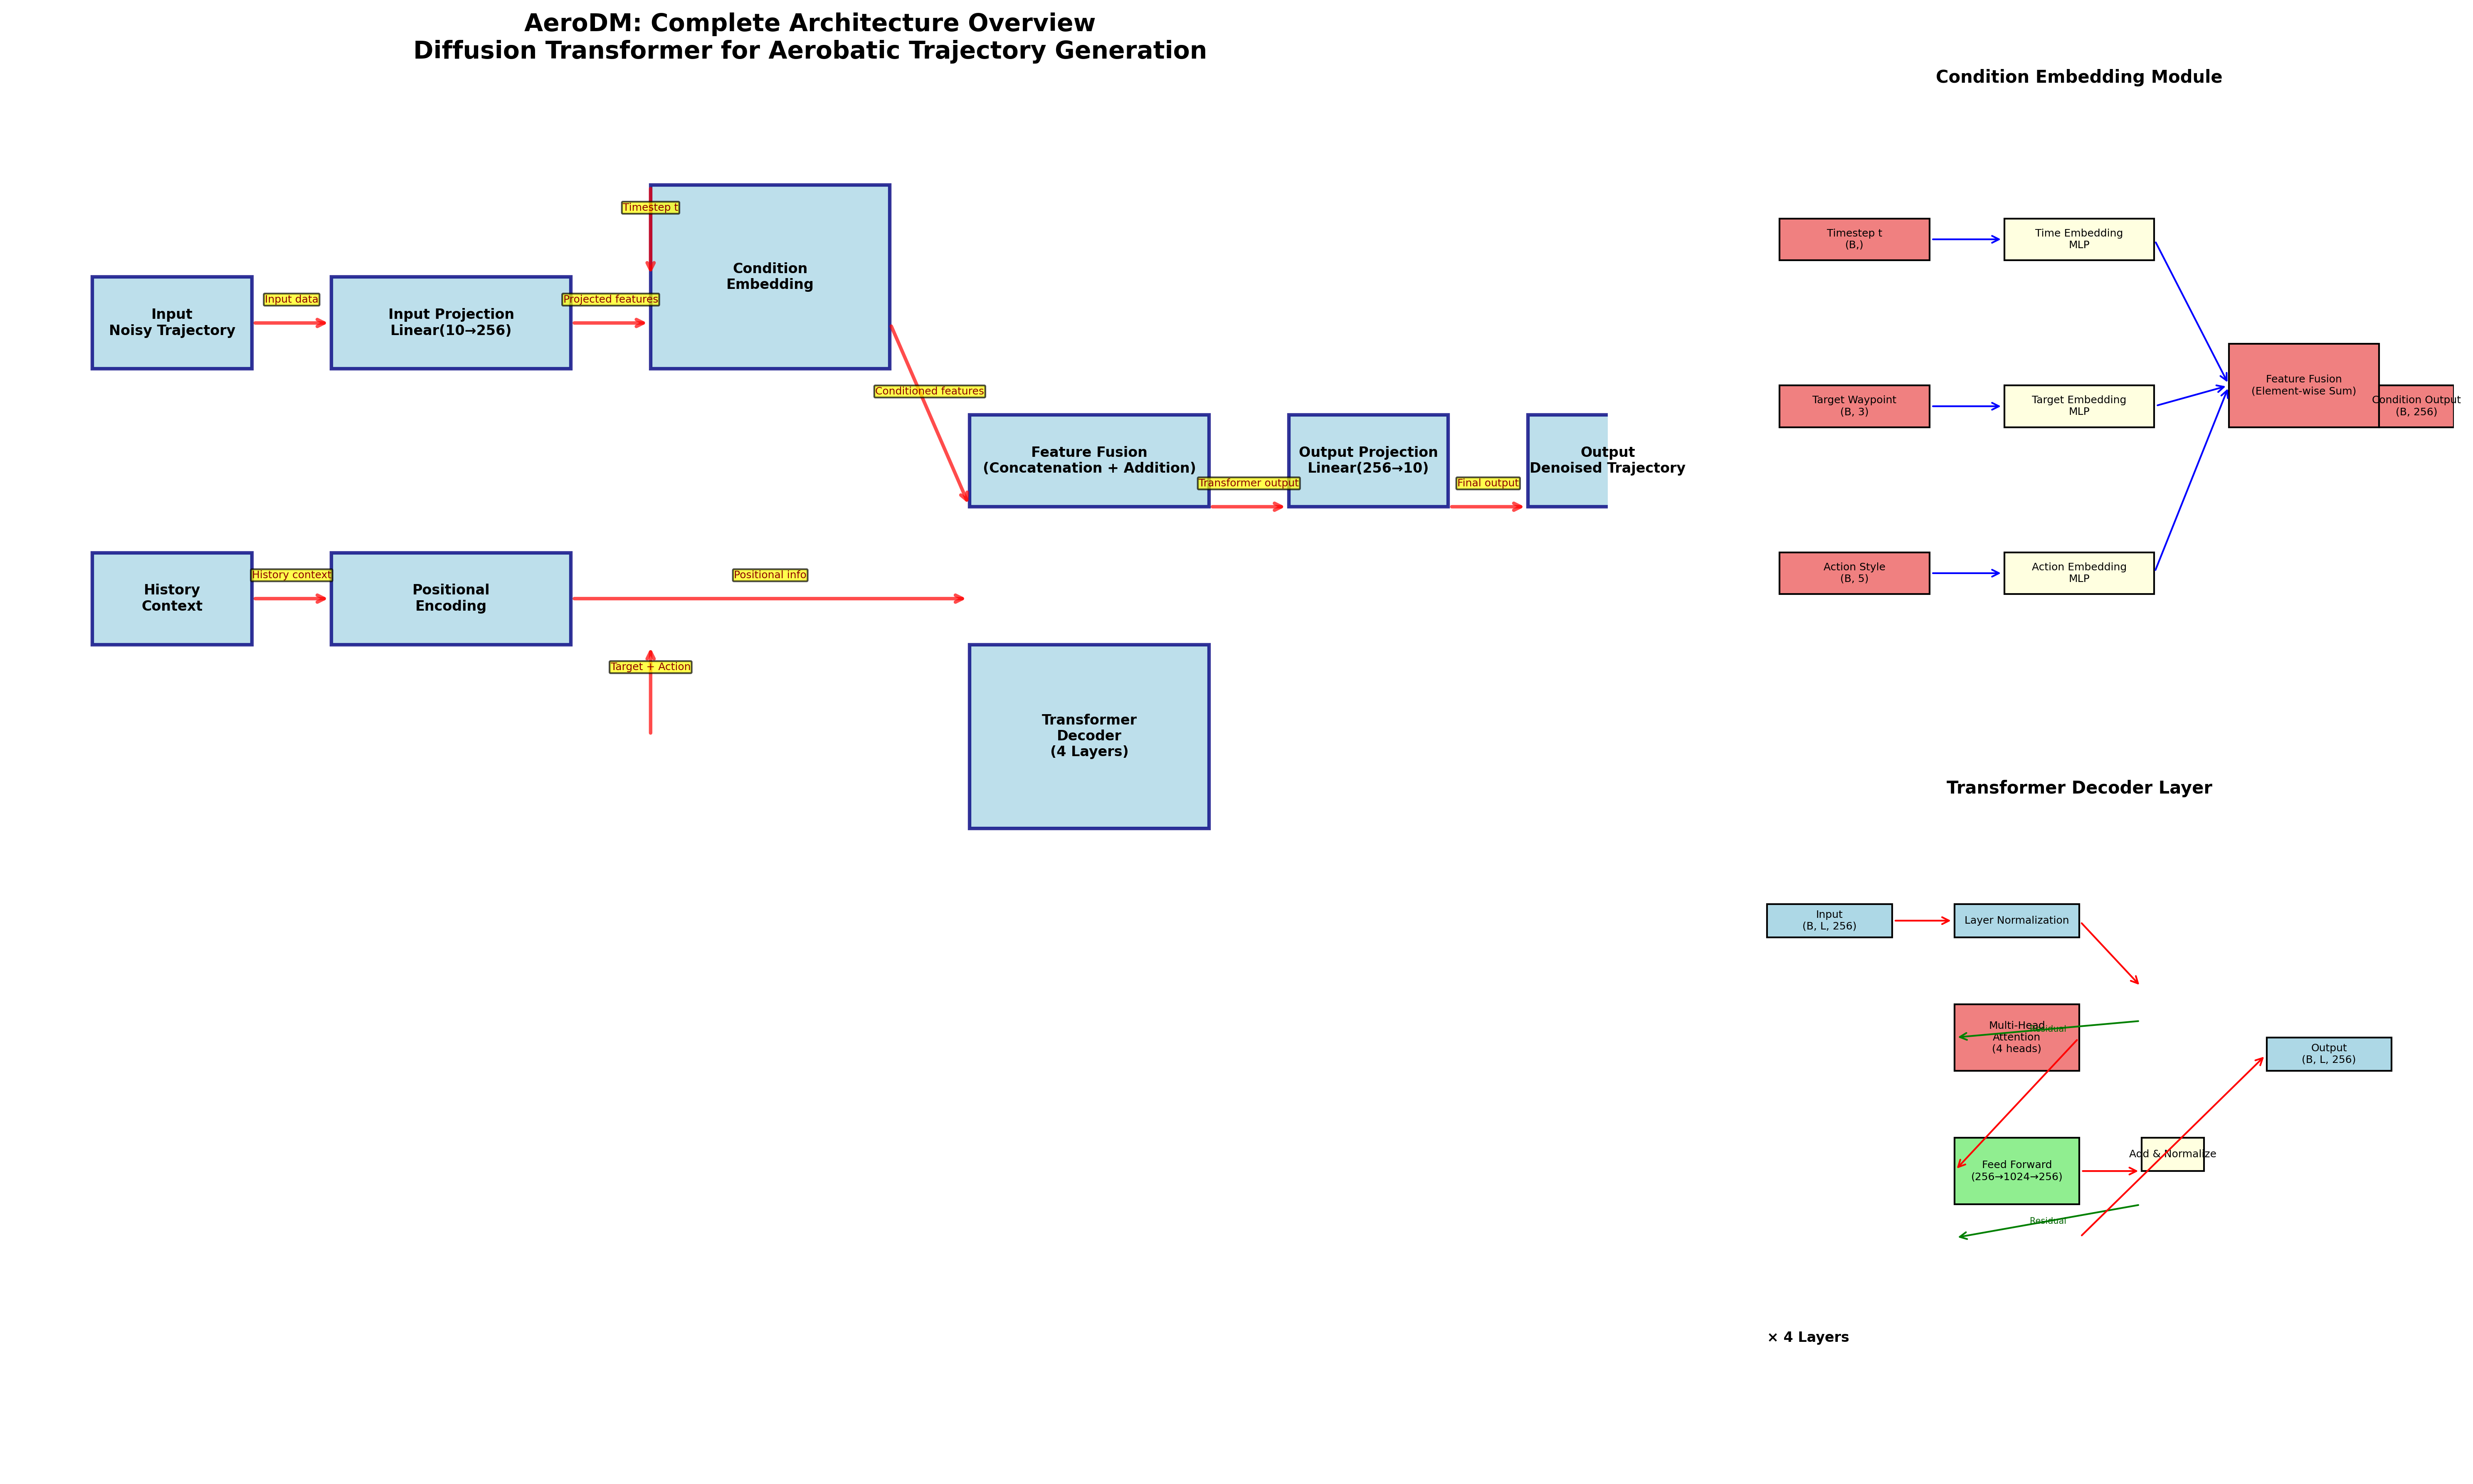 AeroDM: Complete Architecture Overview
Diffusion Transformer for Aerobatic Trajectory Generation
Timestep t
Condition
Embedding
Input
Noisy Trajectory
Input data
Input Projection
Linear(10→256)
Projected features
Conditioned features
Feature Fusion
(Concatenation + Addition)
Transformer output
Output Projection
Linear(256→10)
Final output
Output
Denoised Trajectory
History
Context
History context
Positional
Encoding
Positional info
Target + Action
Transformer
Decoder
(4 Layers)
Condition Embedding Module
Timestep t
(B,)
Time Embedding
MLP
Target Waypoint
(B, 3)
Target Embedding
MLP
Feature Fusion
(Element-wise Sum)
Condition Output
(B, 256)
Action Style
(B, 5)
Action Embedding
MLP
Transformer Decoder Layer
Input
(B, L, 256)
Layer Normalization
Multi-Head
Attention
(4 heads)
Residual
Output
(B, L, 256)
Feed Forward
(256→1024→256)
Add & Normalize
Residual
× 4 Layers